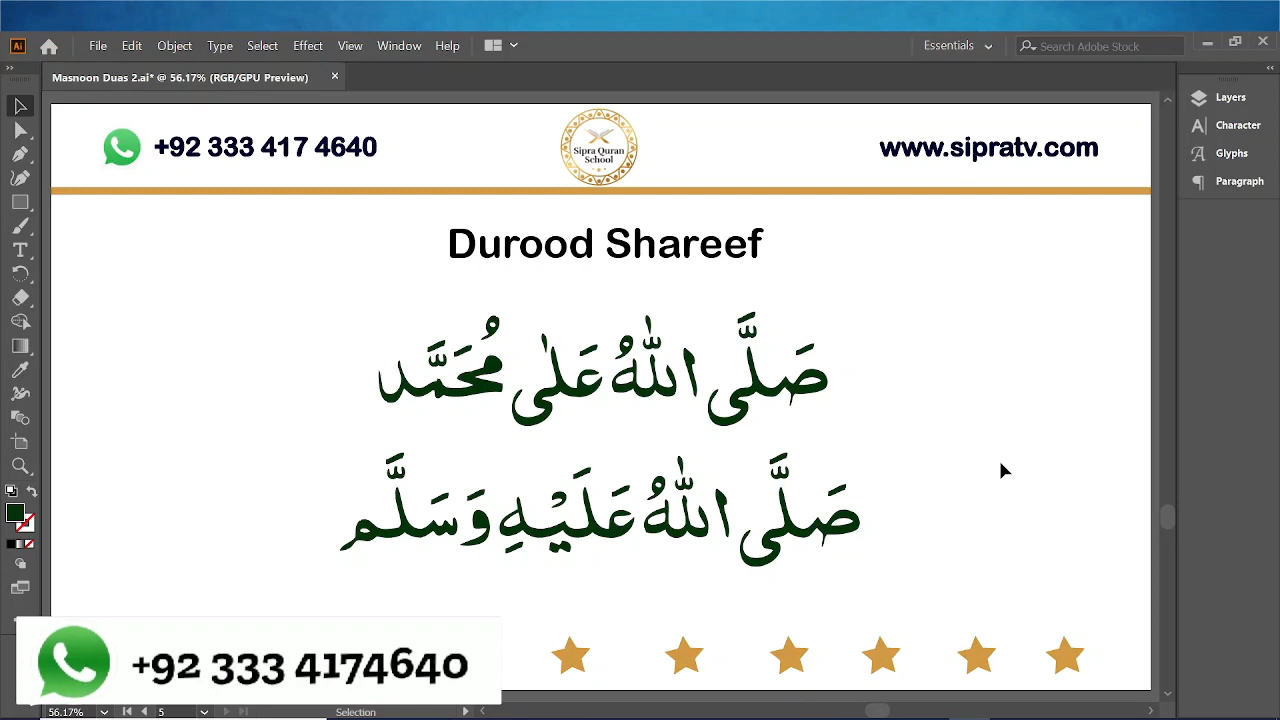 Ai File Edit Object Type Select Effect View Window Help Essentials Search Adobe Stock
Masnoon Duas 2.ai* @ 56.17% (RGB/GPU Preview) ×
Layers
Character
Glyphs
Paragraph
+92 333 417 4640
Sipra Quran
School
www.sipratv.com
Durood Shareef
صَلَّى اللّٰهُ عَلٰى مُحَمَّد
صَلَّى اللّٰهُ عَلَيْهِ وَسَلَّم
+92 333 4174640
56.17% 5 Selection